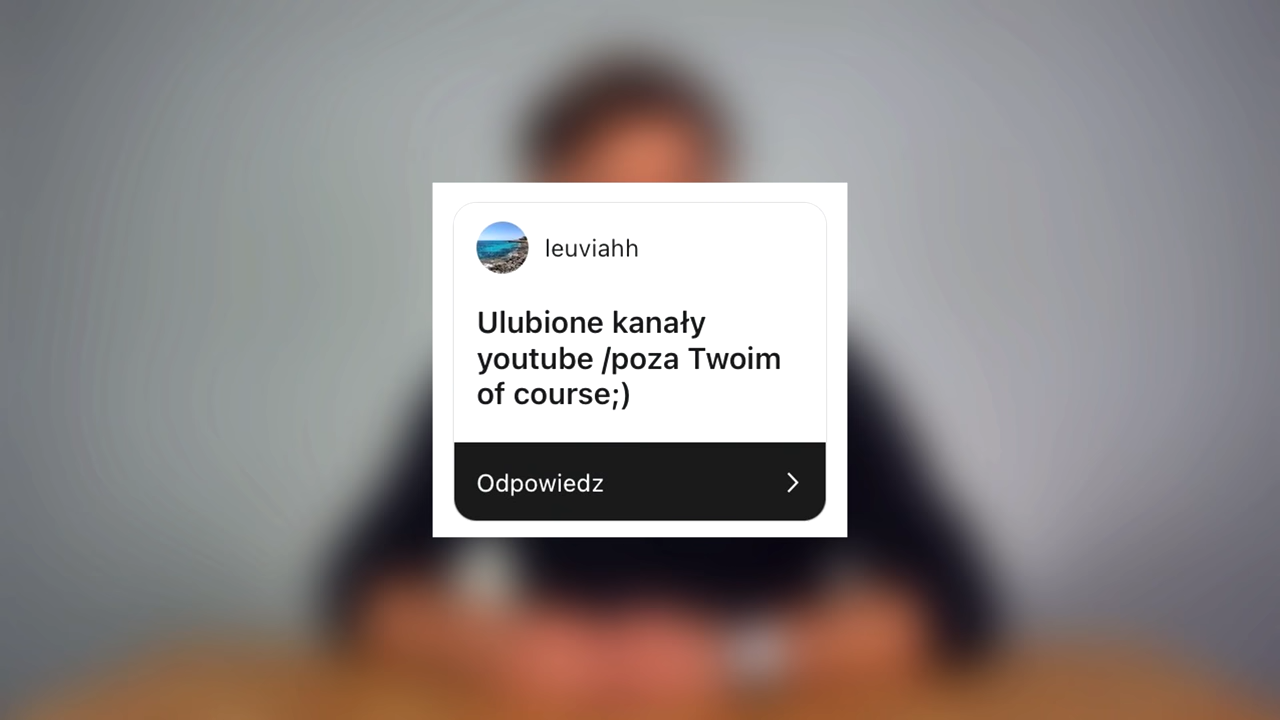 leuviahh
Ulubione kanały
youtube /poza Twoim
of course;)
Odpowiedz